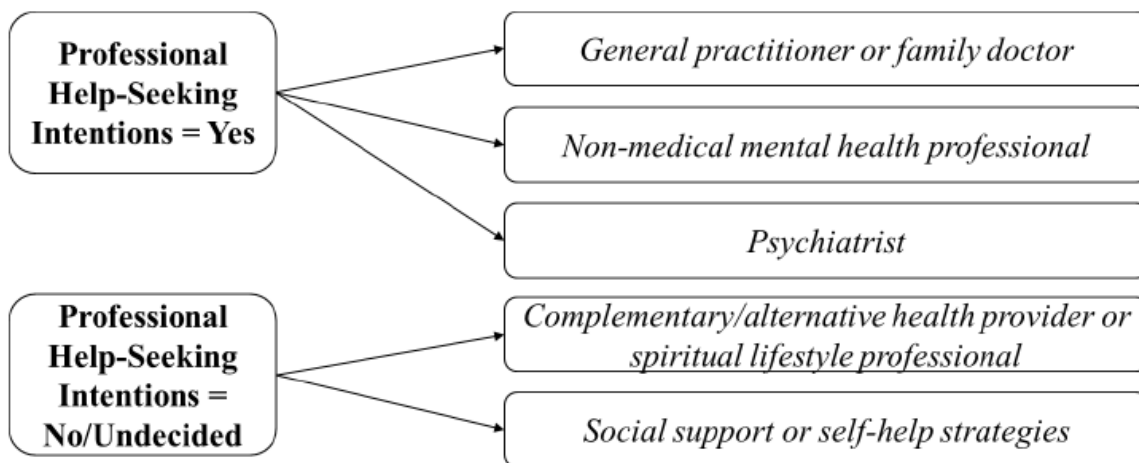 Professional
Help-Seeking
Intentions = Yes
General practitioner or family doctor
Non-medical mental health professional
Psychiatrist
Professional
Help-Seeking
Intentions =
No/Undecided
Complementary/alternative health provider or
spiritual lifestyle professional
Social support or self-help strategies